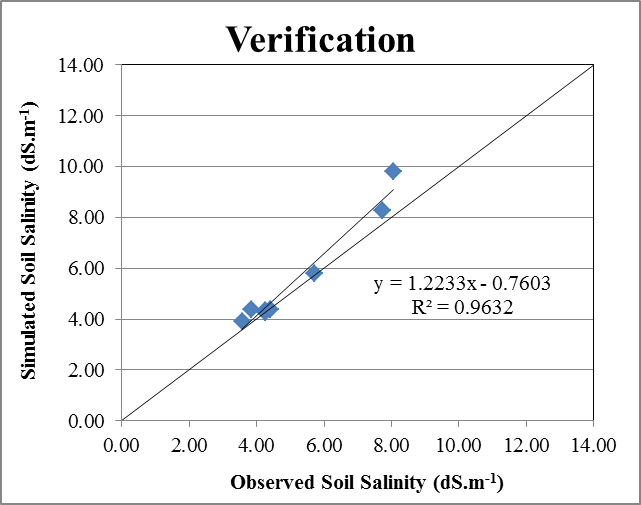 Verification
14.00
12.00
10.00
8.00
6.00
4.00
2.00
0.00
Simulated Soil Salinity (dS.m-1)
y = 1.2233x - 0.7603
R² = 0.9632
0.00 2.00 4.00 6.00 8.00 10.00 12.00 14.00
Observed Soil Salinity (dS.m-1)